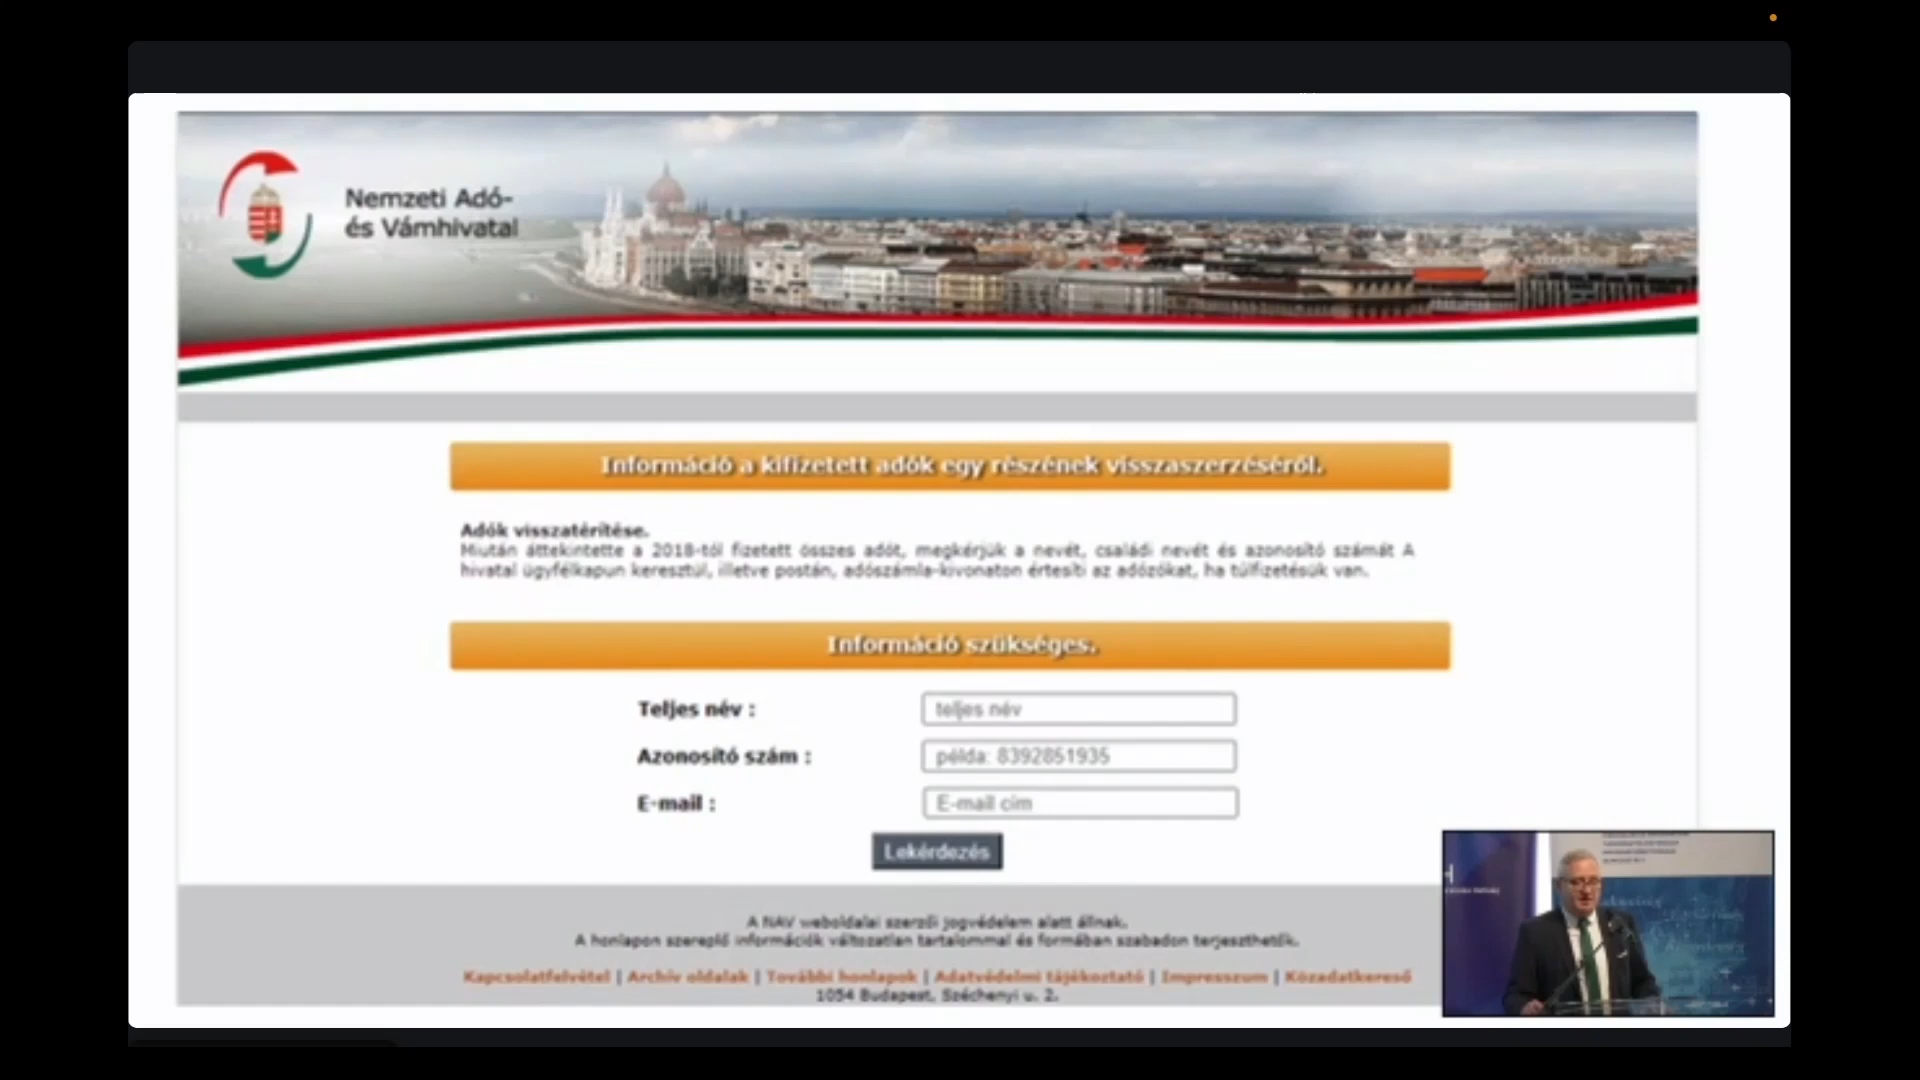 Nemzeti Adó-
és Vámhivatal
Információ a kifizetett adók egy részének visszaszerzéséről.
Adók visszatérítése.
Miután áttekintette a 2018-tól fizetett összes adót, megkérjük a nevét, családi nevét és azonosító számát A
hivatal ügyfélkapun keresztül, illetve postán, adószámla-kivonaton értesíti az adózókat, ha túlfizetésük van.
Információ szükséges.
Teljes név : teljes név
Azonosító szám : példa: 8392851935
E-mail : E-mail cím
Lekérdezés
A NAV weboldalai szerzői jogvédelem alatt állnak.
A honlapon szereplő információk változatlan tartalommal és formában szabadon terjeszthetők.
Kapcsolatfelvétel | Archív oldalak | További honlapok | Adatvédelmi tájékoztató | Impresszum | Közadatkereső
1054 Budapest, Széchenyi u. 2.